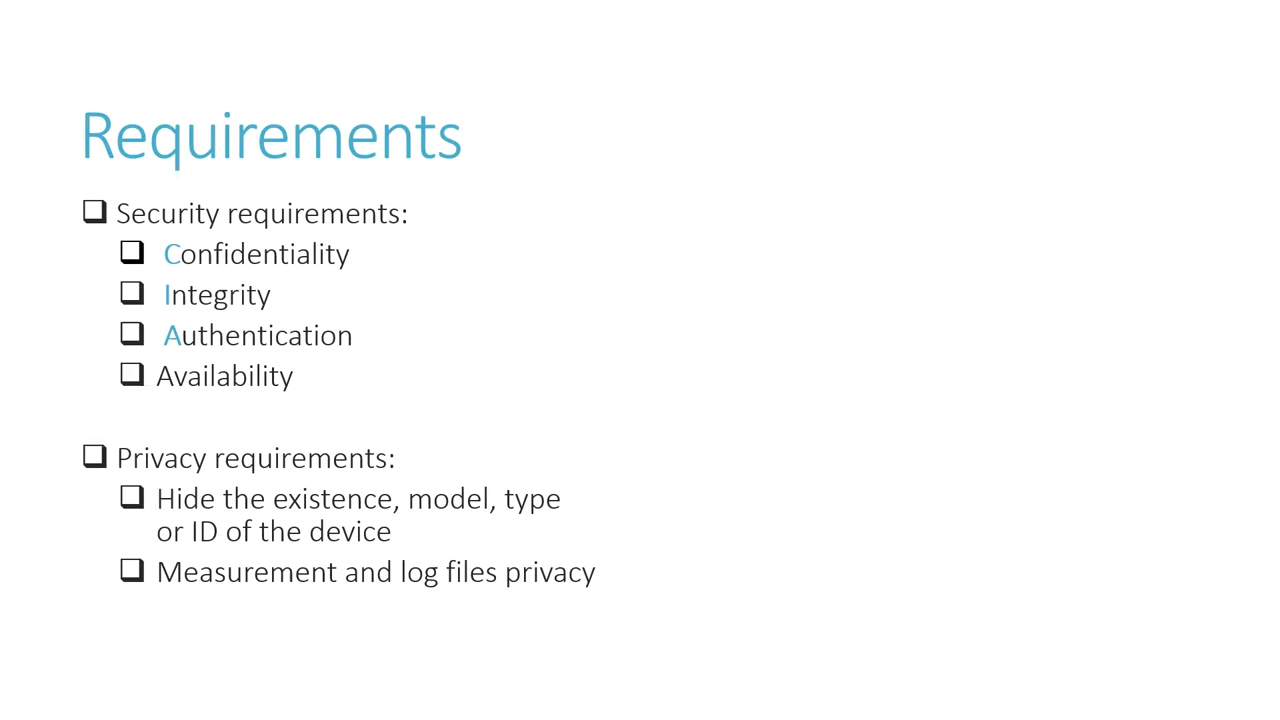 Requirements
Security requirements:
Confidentiality
Integrity
Authentication
Availability
Privacy requirements:
Hide the existence, model, type
or ID of the device
Measurement and log files privacy